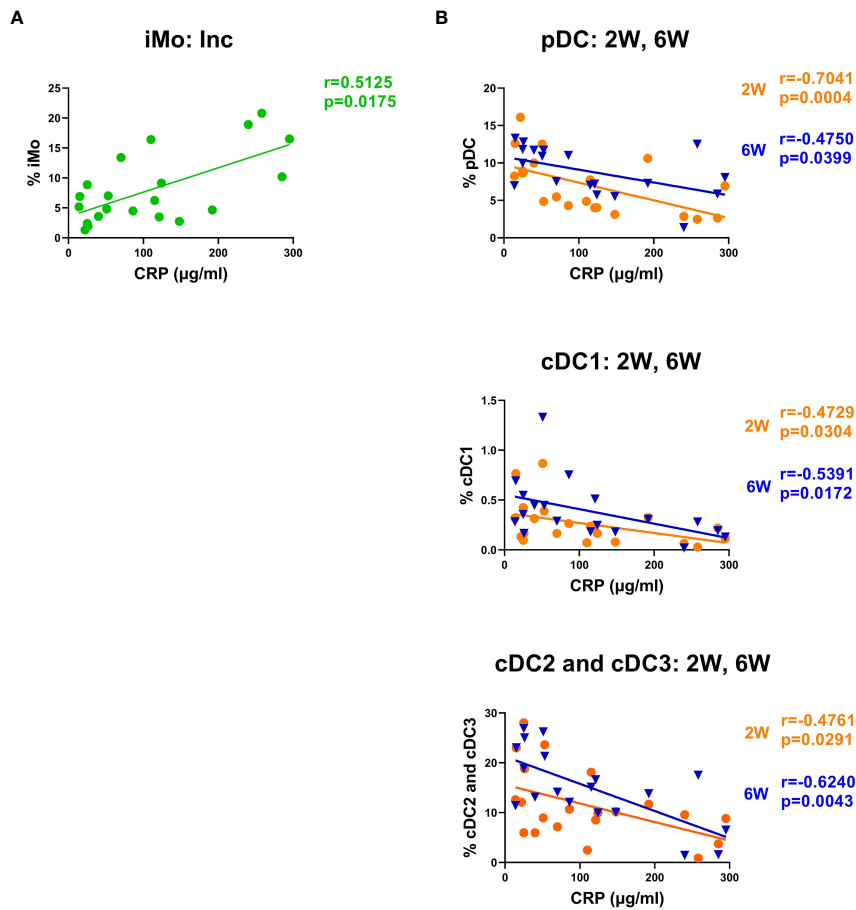 A
iMo: Inc
r=0.5125
p=0.0175
25
20
15
10
5
0
% iMo
0 100 200 300
CRP (µg/ml)
B
pDC: 2W, 6W
2W
r=-0.7041
p=0.0004
6W
r=-0.4750
p=0.0399
20
15
10
5
0
% pDC
0 100 200 300
CRP (µg/ml)
cDC1: 2W, 6W
2W
r=-0.4729
p=0.0304
6W
r=-0.5391
p=0.0172
1.5
1.0
0.5
0.0
% cDC1
0 100 200 300
CRP (µg/ml)
cDC2 and cDC3: 2W, 6W
2W
r=-0.4761
p=0.0291
6W
r=-0.6240
p=0.0043
30
20
10
0
% cDC2 and cDC3
0 100 200 300
CRP (µg/ml)